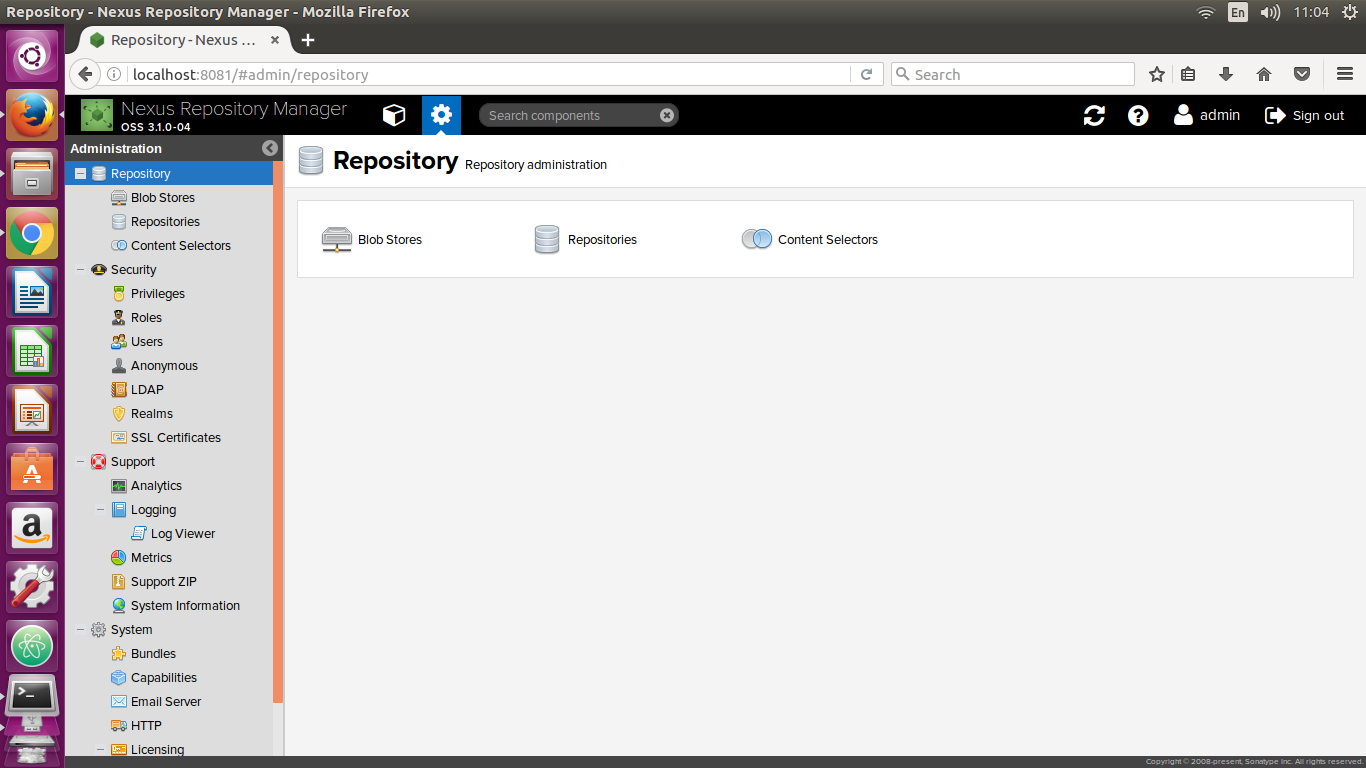 Repository - Nexus Repository Manager - Mozilla Firefox
En
11:04
Repository - Nexus ...
localhost:8081/#admin/repository
Search
Nexus Repository Manager
OSS 3.1.0-04
Search components
admin
Sign out
Administration
Repository
Blob Stores
Repositories
Content Selectors
Security
Privileges
Roles
Users
Anonymous
LDAP
Realms
SSL Certificates
Support
Analytics
Logging
Log Viewer
Metrics
Support ZIP
System Information
System
Bundles
Capabilities
Email Server
HTTP
Licensing
Repository Repository administration
Blob Stores
Repositories
Content Selectors
Copyright © 2008-present, Sonatype Inc. All rights reserved.